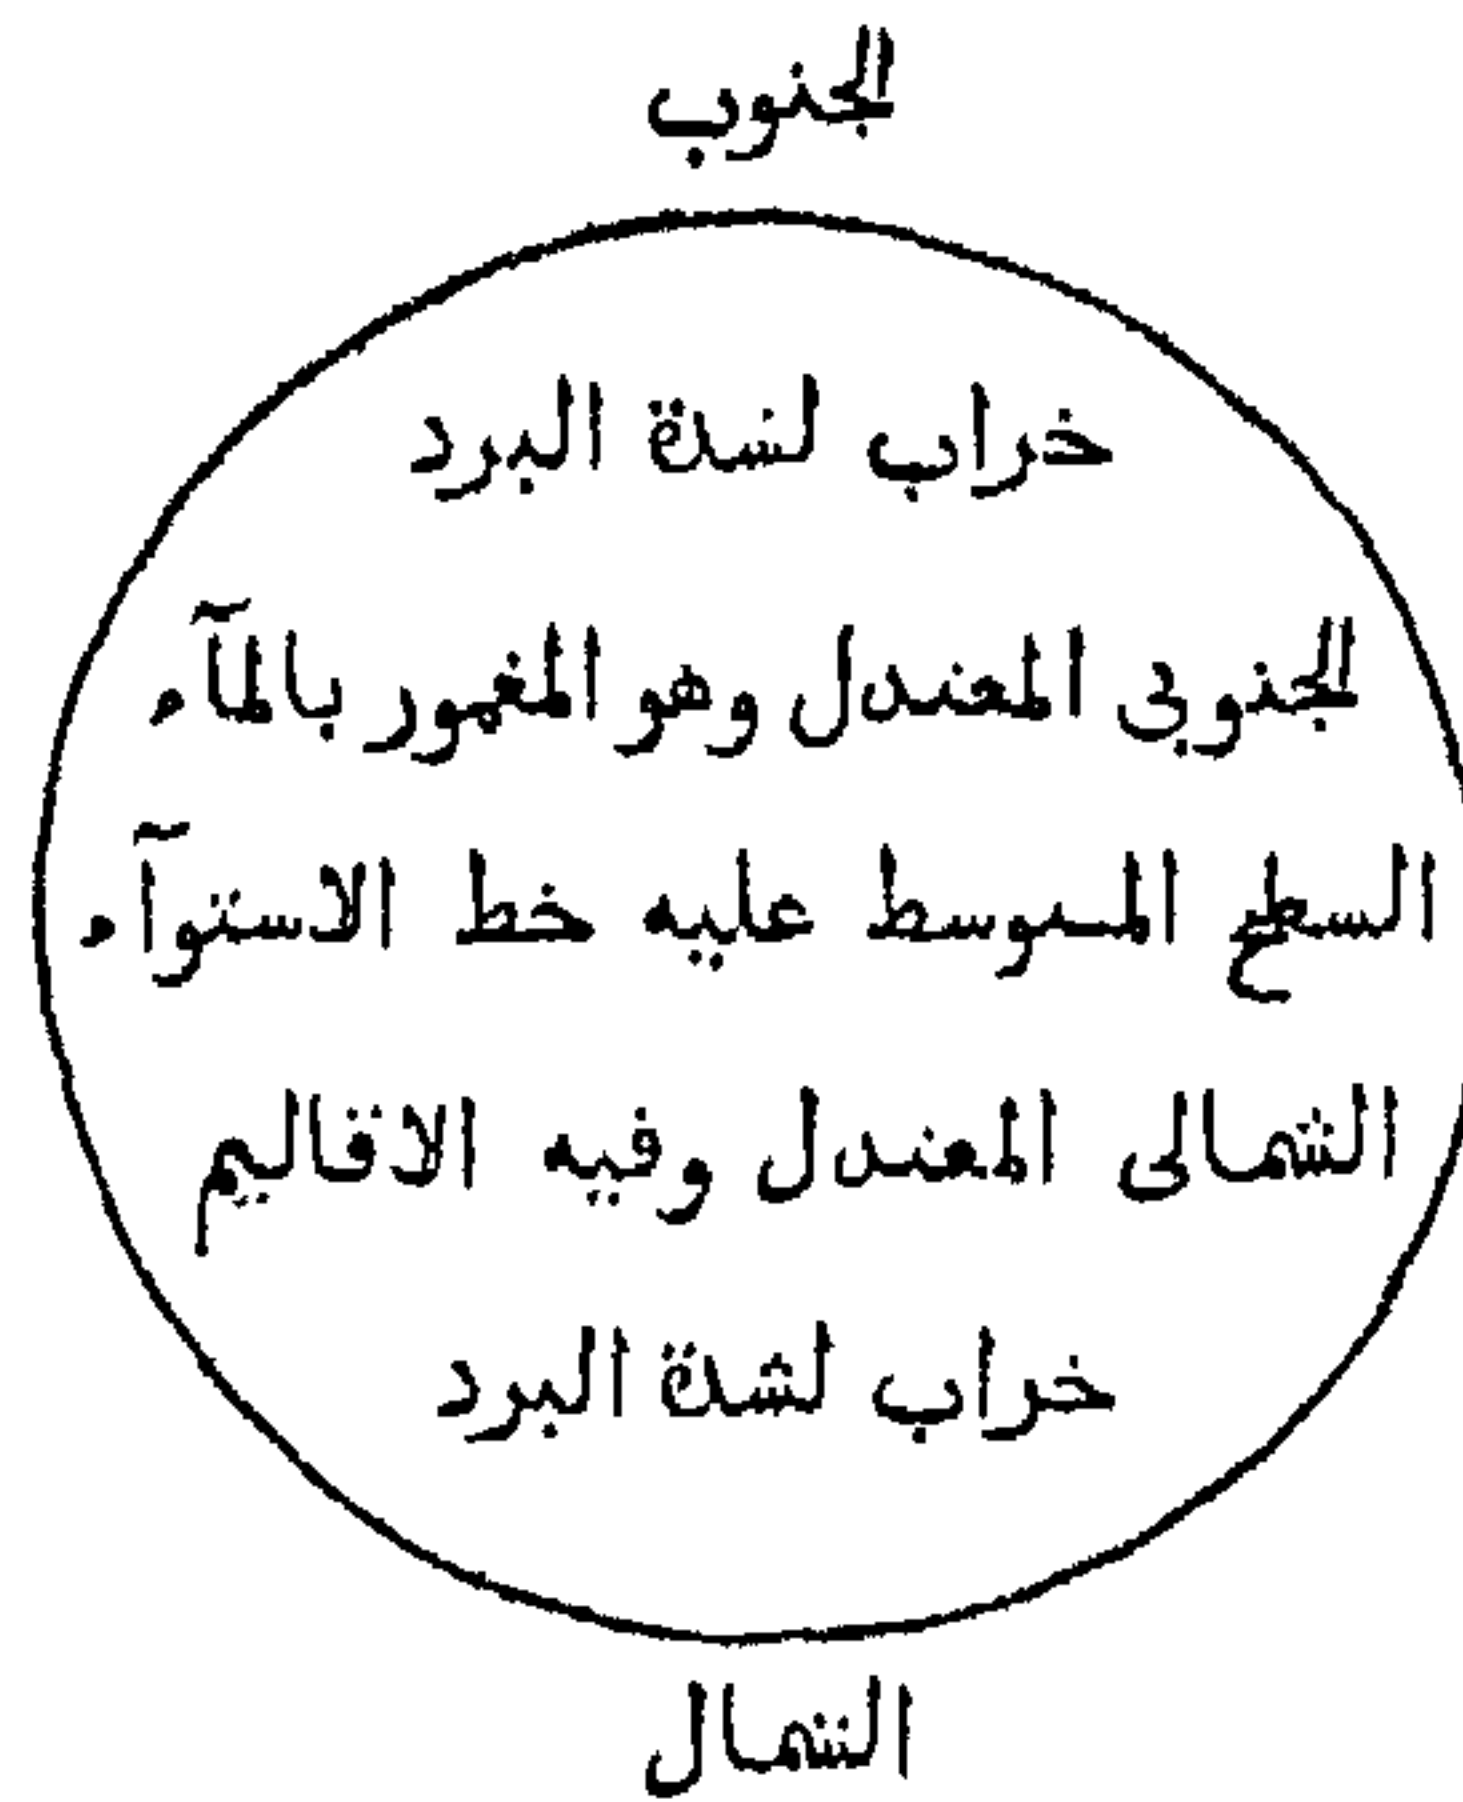 الجنوب
خراب لشدة البرد
الجنوبى المعتدل وهو المغمور بالمآء
السطح المتوسط عليه خط الاستوآء
الشمالى المعتدل وفيه الاقاليم
خراب لشدة البرد
الشمال